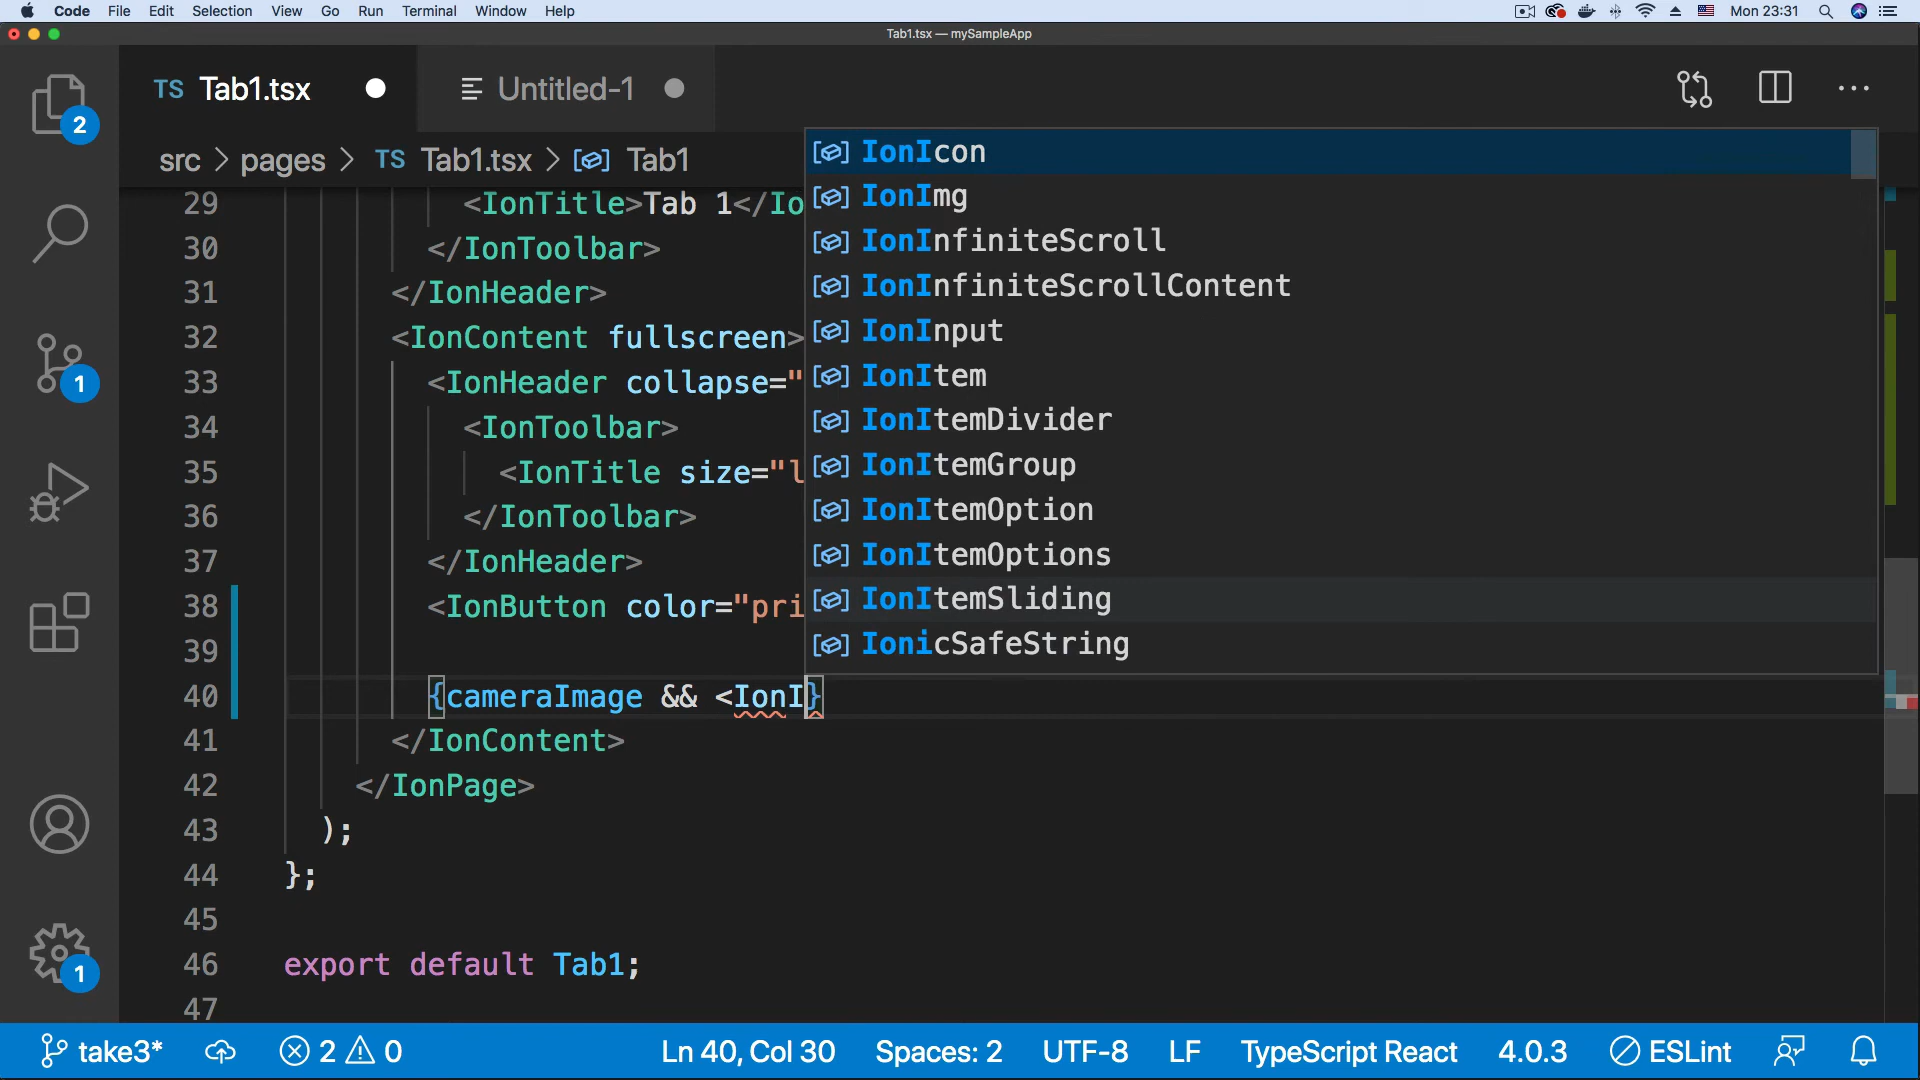 Code File Edit Selection View Go Run Terminal Window Help Mon 23:31
Tab1.tsx — mySampleApp
TS Tab1.tsx Untitled-1
2
src > pages > TS Tab1.tsx > Tab1
IonIcon
IonImg
IonInfiniteScroll
IonInfiniteScrollContent
IonInput
IonItem
IonItemDivider
IonItemGroup
IonItemOption
IonItemOptions
IonItemSliding
IonicSafeString
29 <IonTitle>Tab 1</Io
30 </IonToolbar>
31 </IonHeader>
32 <IonContent fullscreen>
33 <IonHeader collapse="
34 <IonToolbar>
35 <IonTitle size="l
36 </IonToolbar>
37 </IonHeader>
38 <IonButton color="pri
39
40 {cameraImage && <IonI}
41 </IonContent>
42 </IonPage>
43 );
44 };
45
46 export default Tab1;
47
1
1
take3* 2 0 Ln 40, Col 30 Spaces: 2 UTF-8 LF TypeScript React 4.0.3 ESLint